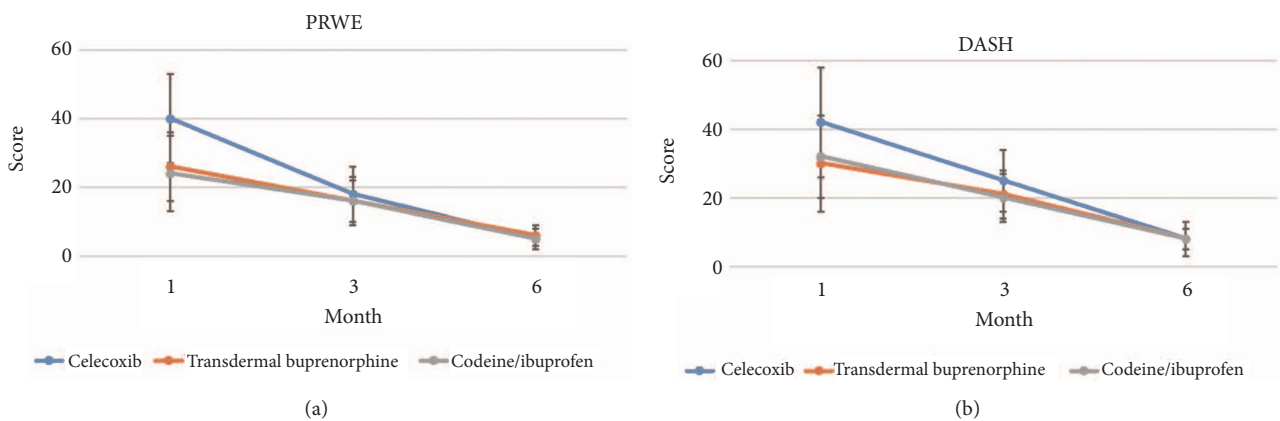 PRWE
60
40
20
0
Score
1 3 6
Month
Celecoxib Transdermal buprenorphine Codeine/ibuprofen
(a)
DASH
60
40
20
0
Score
1 3 6
Month
Celecoxib Transdermal buprenorphine Codeine/ibuprofen
(b)